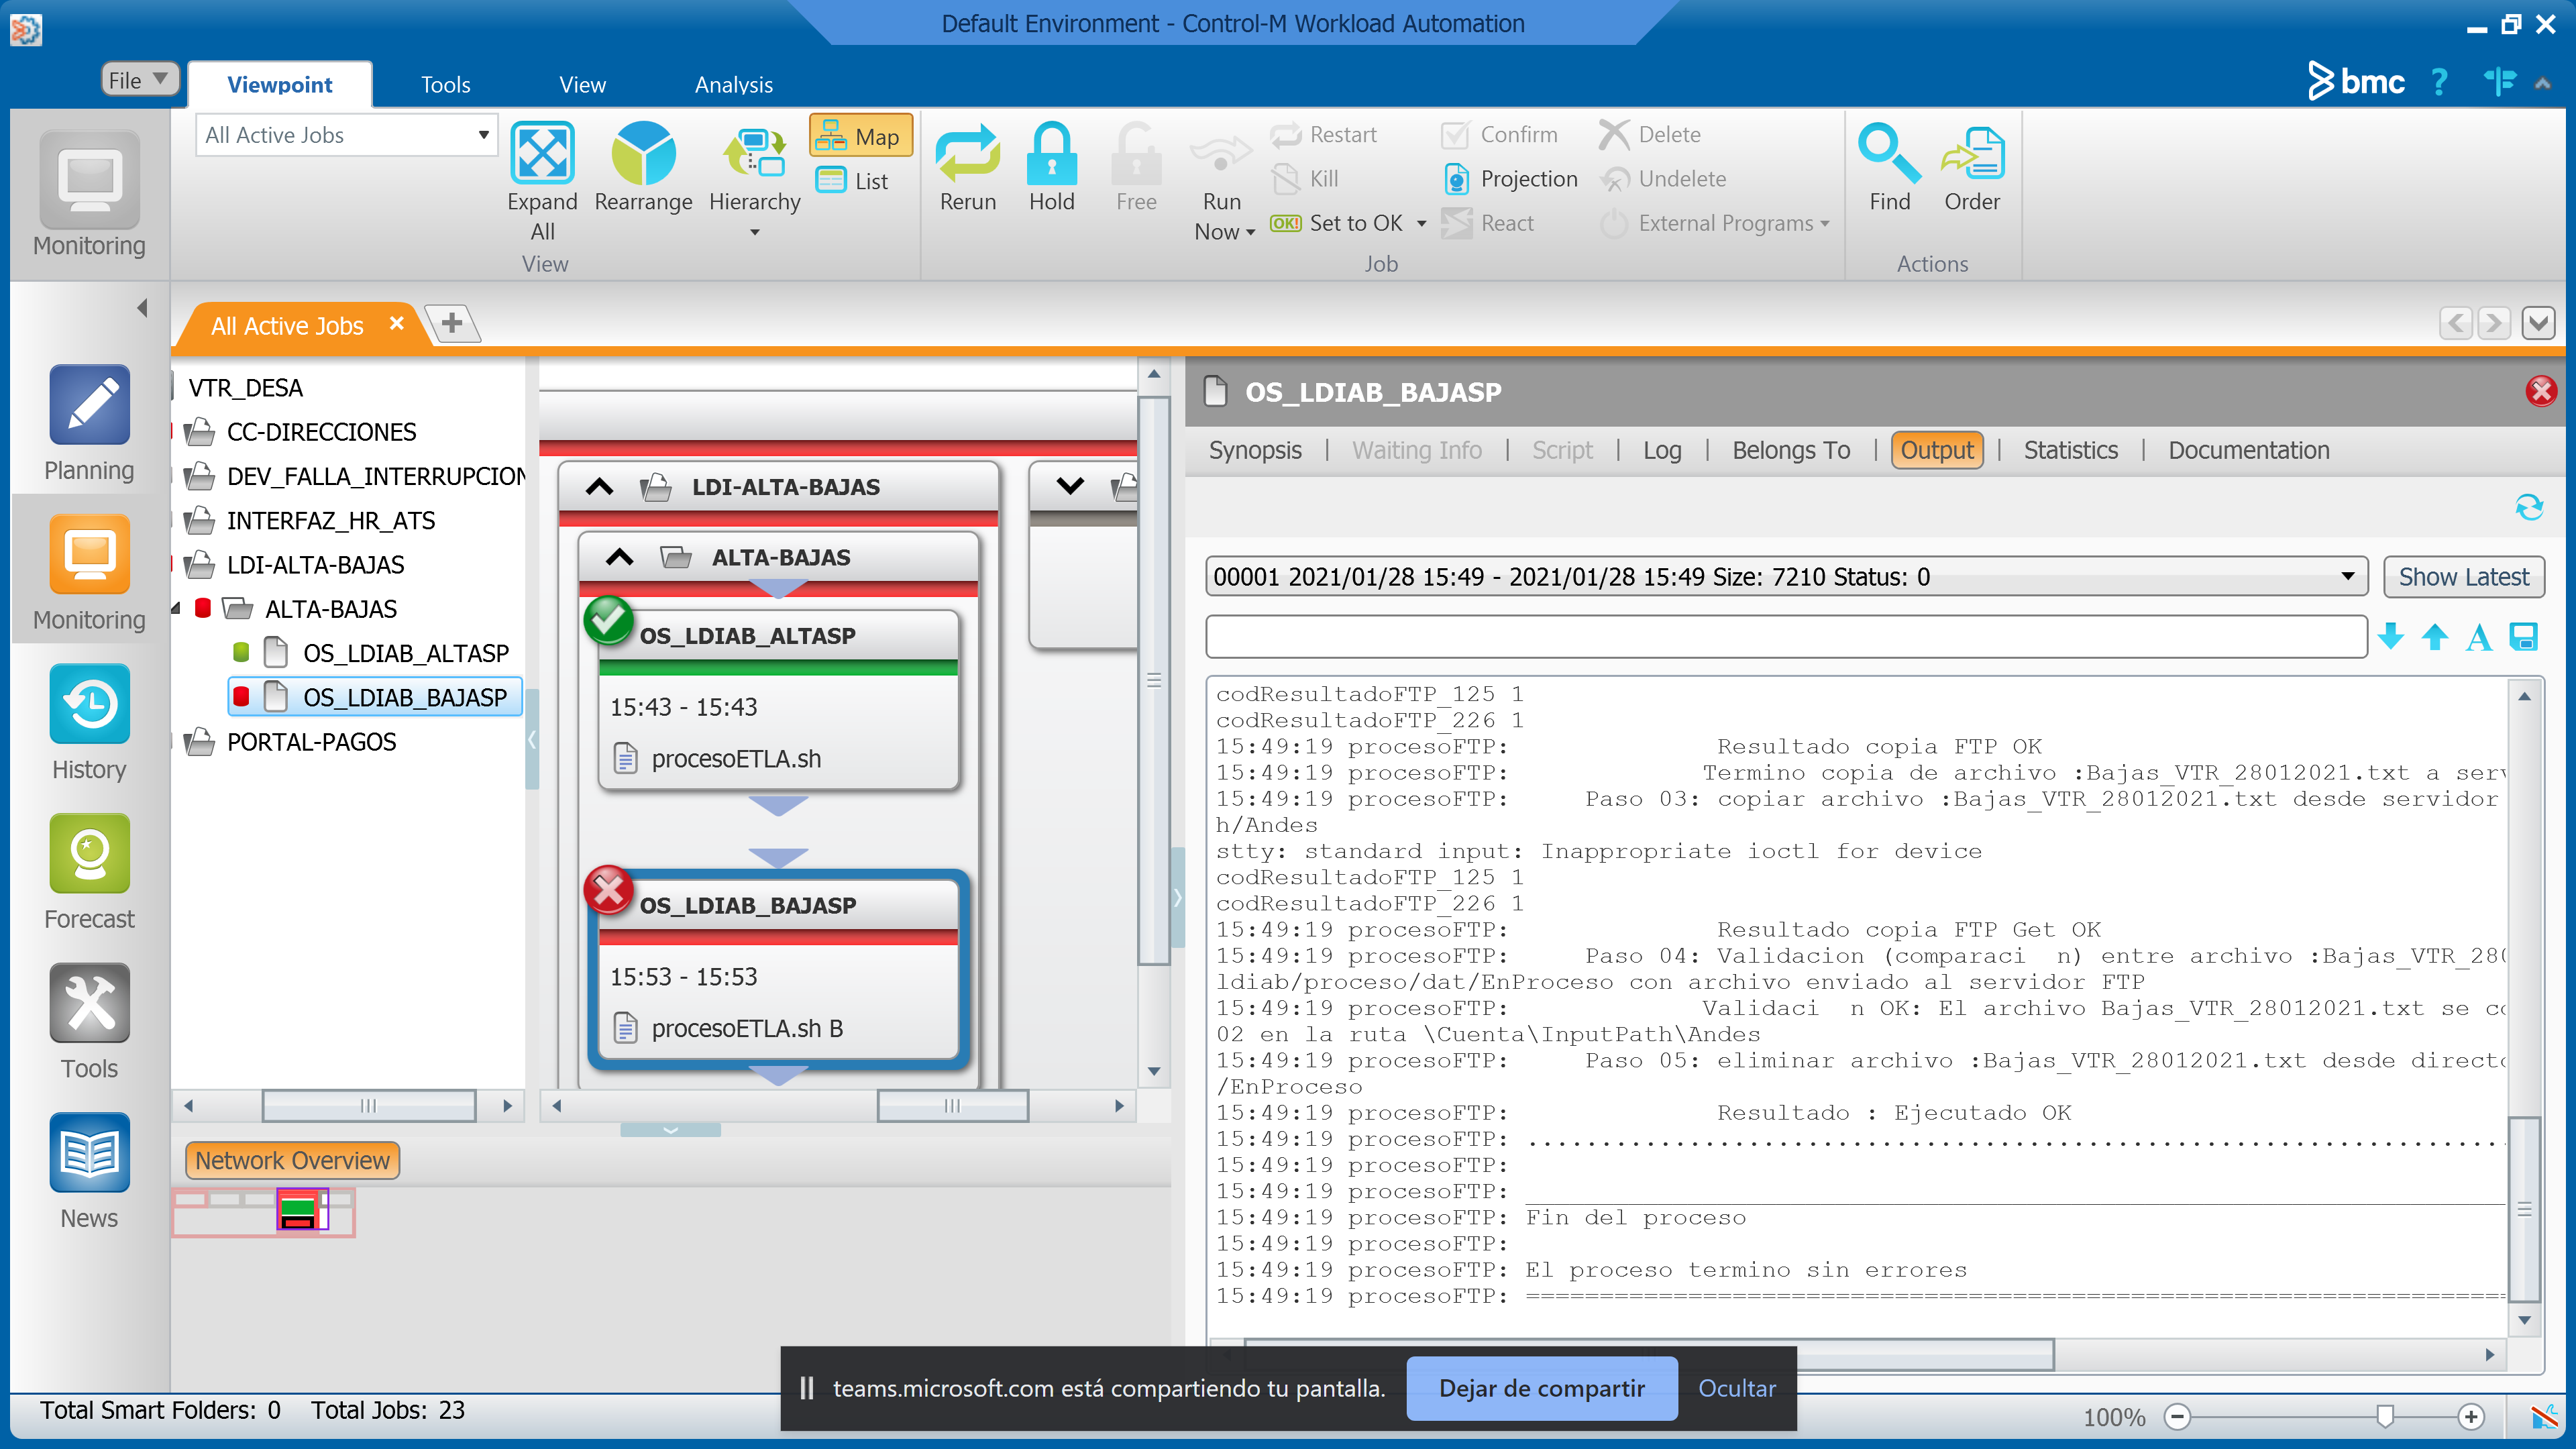 Default Environment - Control-M Workload Automation
File
Viewpoint
Tools
View
Analysis
bmc
?
Monitoring
All Active Jobs
Expand
All
Rearrange
Hierarchy
Map
List
View
Rerun
Hold
Free
Run
Now
Restart
Kill
OK! Set to OK
Confirm
Projection
React
Delete
Undelete
External Programs
Job
Find
Order
Actions
All Active Jobs
Planning
Monitoring
History
Forecast
Tools
News
VTR_DESA
CC-DIRECCIONES
DEV_FALLA_INTERRUPCION
INTERFAZ_HR_ATS
LDI-ALTA-BAJAS
ALTA-BAJAS
OS_LDIAB_ALTASP
OS_LDIAB_BAJASP
PORTAL-PAGOS
LDI-ALTA-BAJAS
ALTA-BAJAS
OS_LDIAB_ALTASP
15:43 - 15:43
procesoETLA.sh
OS_LDIAB_BAJASP
15:53 - 15:53
procesoETLA.sh B
Network Overview
OS_LDIAB_BAJASP
Synopsis | Waiting Info | Script | Log | Belongs To | Output | Statistics | Documentation
00001 2021/01/28 15:49 - 2021/01/28 15:49 Size: 7210 Status: 0
Show Latest
A
codResultadoFTP_125 1
codResultadoFTP_226 1
15:49:19 procesoFTP: Resultado copia FTP OK
15:49:19 procesoFTP: Termino copia de archivo :Bajas_VTR_28012021.txt a serv
15:49:19 procesoFTP: Paso 03: copiar archivo :Bajas_VTR_28012021.txt desde servidor
h/Andes
stty: standard input: Inappropriate ioctl for device
codResultadoFTP_125 1
codResultadoFTP_226 1
15:49:19 procesoFTP: Resultado copia FTP Get OK
15:49:19 procesoFTP: Paso 04: Validacion (comparaci n) entre archivo :Bajas_VTR_280
ldiab/proceso/dat/EnProceso con archivo enviado al servidor FTP
15:49:19 procesoFTP: Validaci n OK: El archivo Bajas_VTR_28012021.txt se co
02 en la ruta \Cuenta\InputPath\Andes
15:49:19 procesoFTP: Paso 05: eliminar archivo :Bajas_VTR_28012021.txt desde directo
/EnProceso
15:49:19 procesoFTP: Resultado : Ejecutado OK
15:49:19 procesoFTP: ..................................................................
15:49:19 procesoFTP:
15:49:19 procesoFTP: __________________________________________________________________
15:49:19 procesoFTP: Fin del proceso
15:49:19 procesoFTP:
15:49:19 procesoFTP: El proceso termino sin errores
15:49:19 procesoFTP: ==================================================================
teams.microsoft.com está compartiendo tu pantalla.
Dejar de compartir
Ocultar
Total Smart Folders: 0 Total Jobs: 23
100%